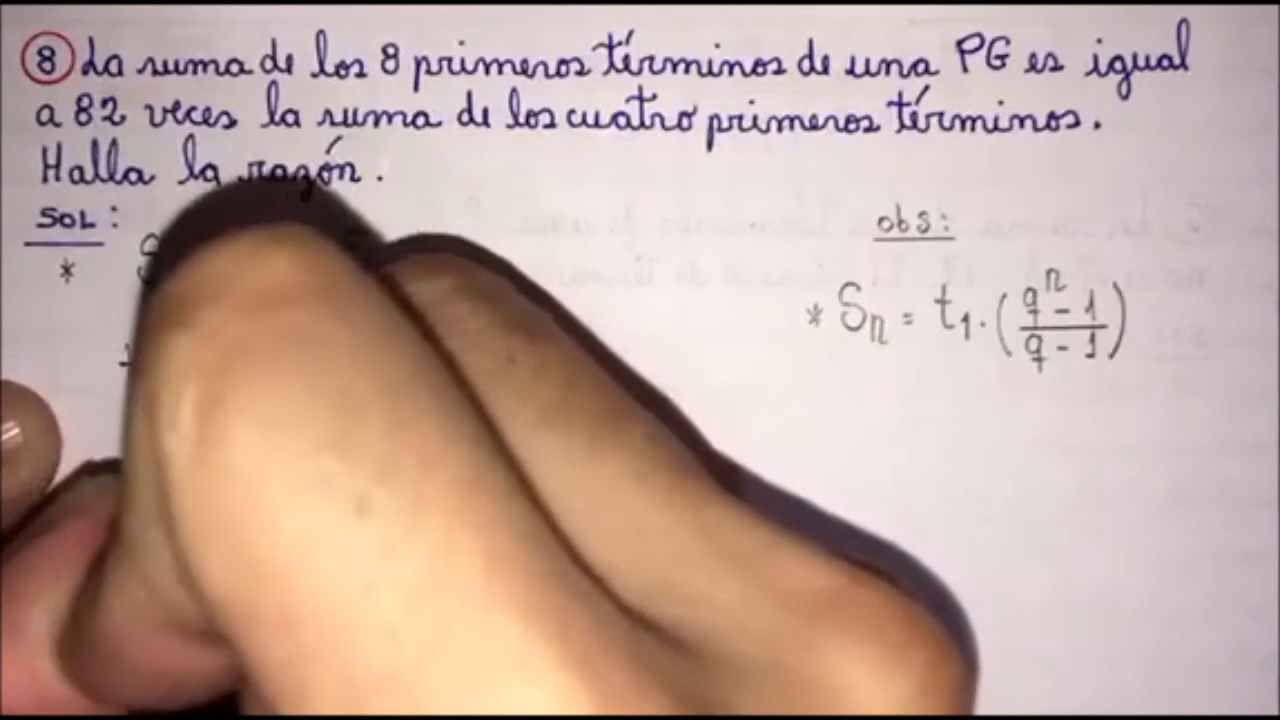 8 La suma de los 8 primeros términos de una PG es igual
a 82 veces la suma de los cuatro primeros términos.
Halla la razón.
SOL:
obs:
*
* Sₙ = t₁·(qⁿ-1/q-1)